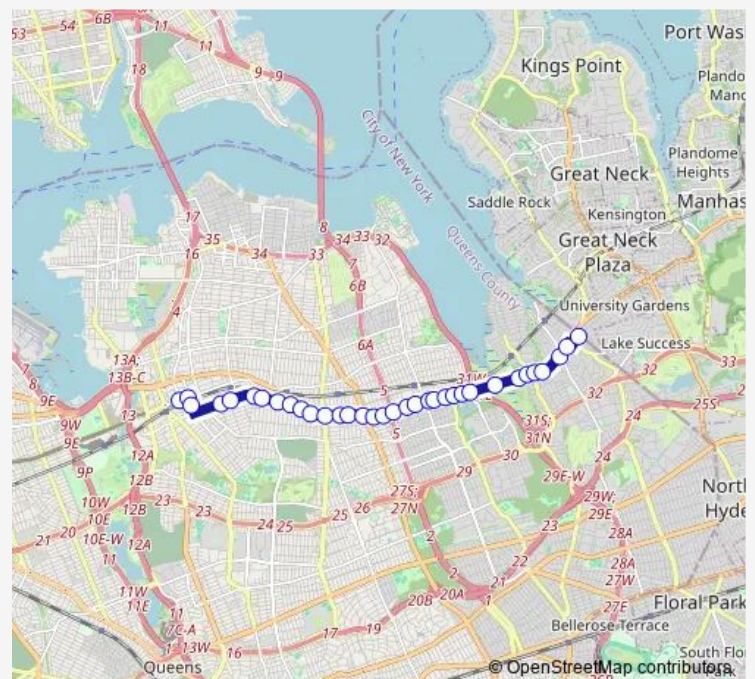 6B
11
11
53
54
18
9
9
Port Was
Kings Point
Plando
Mano
City of New York
Great Neck
Plandome
Heights
17
Saddle Rock
Kensington
Manhas
35
34
33
8
34
33
32
16
7
6B
Queens County
Great Neck
Plaza
4
University Gardens
6A
Lake Success
13A;
13B-C
7
8
9E
9W
9E
13
5
31W
33
32
32
25S
5
31S;
31N
24
12A
9P
12B
30
29
29E-W
10W
10E
10E-W
11
12B
23
23
24
25
25
26
27S;
27N
29W;
29E
24
North
Hyde
21
20
12A
23
28A
2
22
28A
27W
11W
11E
11
2
20B
20A
21
1
27E
Floral Park
7C-A
13W
1
16
17
19
Bellerose Terrace
Queens
South Flo
Park
© OpenStreetMap contributors